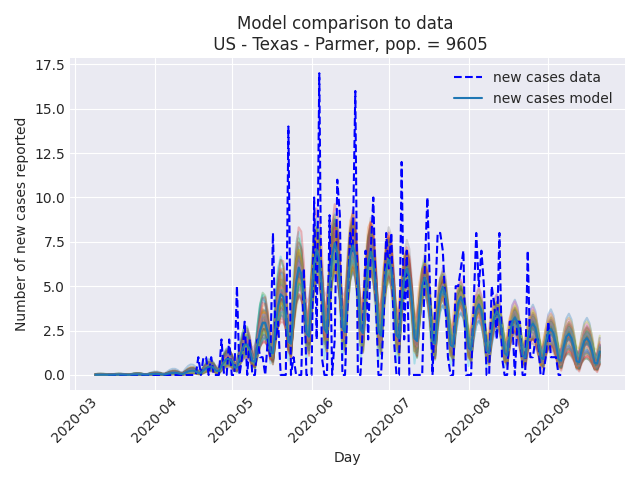 Model comparison to data
US - Texas - Parmer, pop. = 9605
new cases data
new cases model
Number of new cases reported
17.5
15.0
12.5
10.0
7.5
5.0
2.5
0.0
2020-03
2020-04
2020-05
2020-06
2020-07
2020-08
2020-09
Day